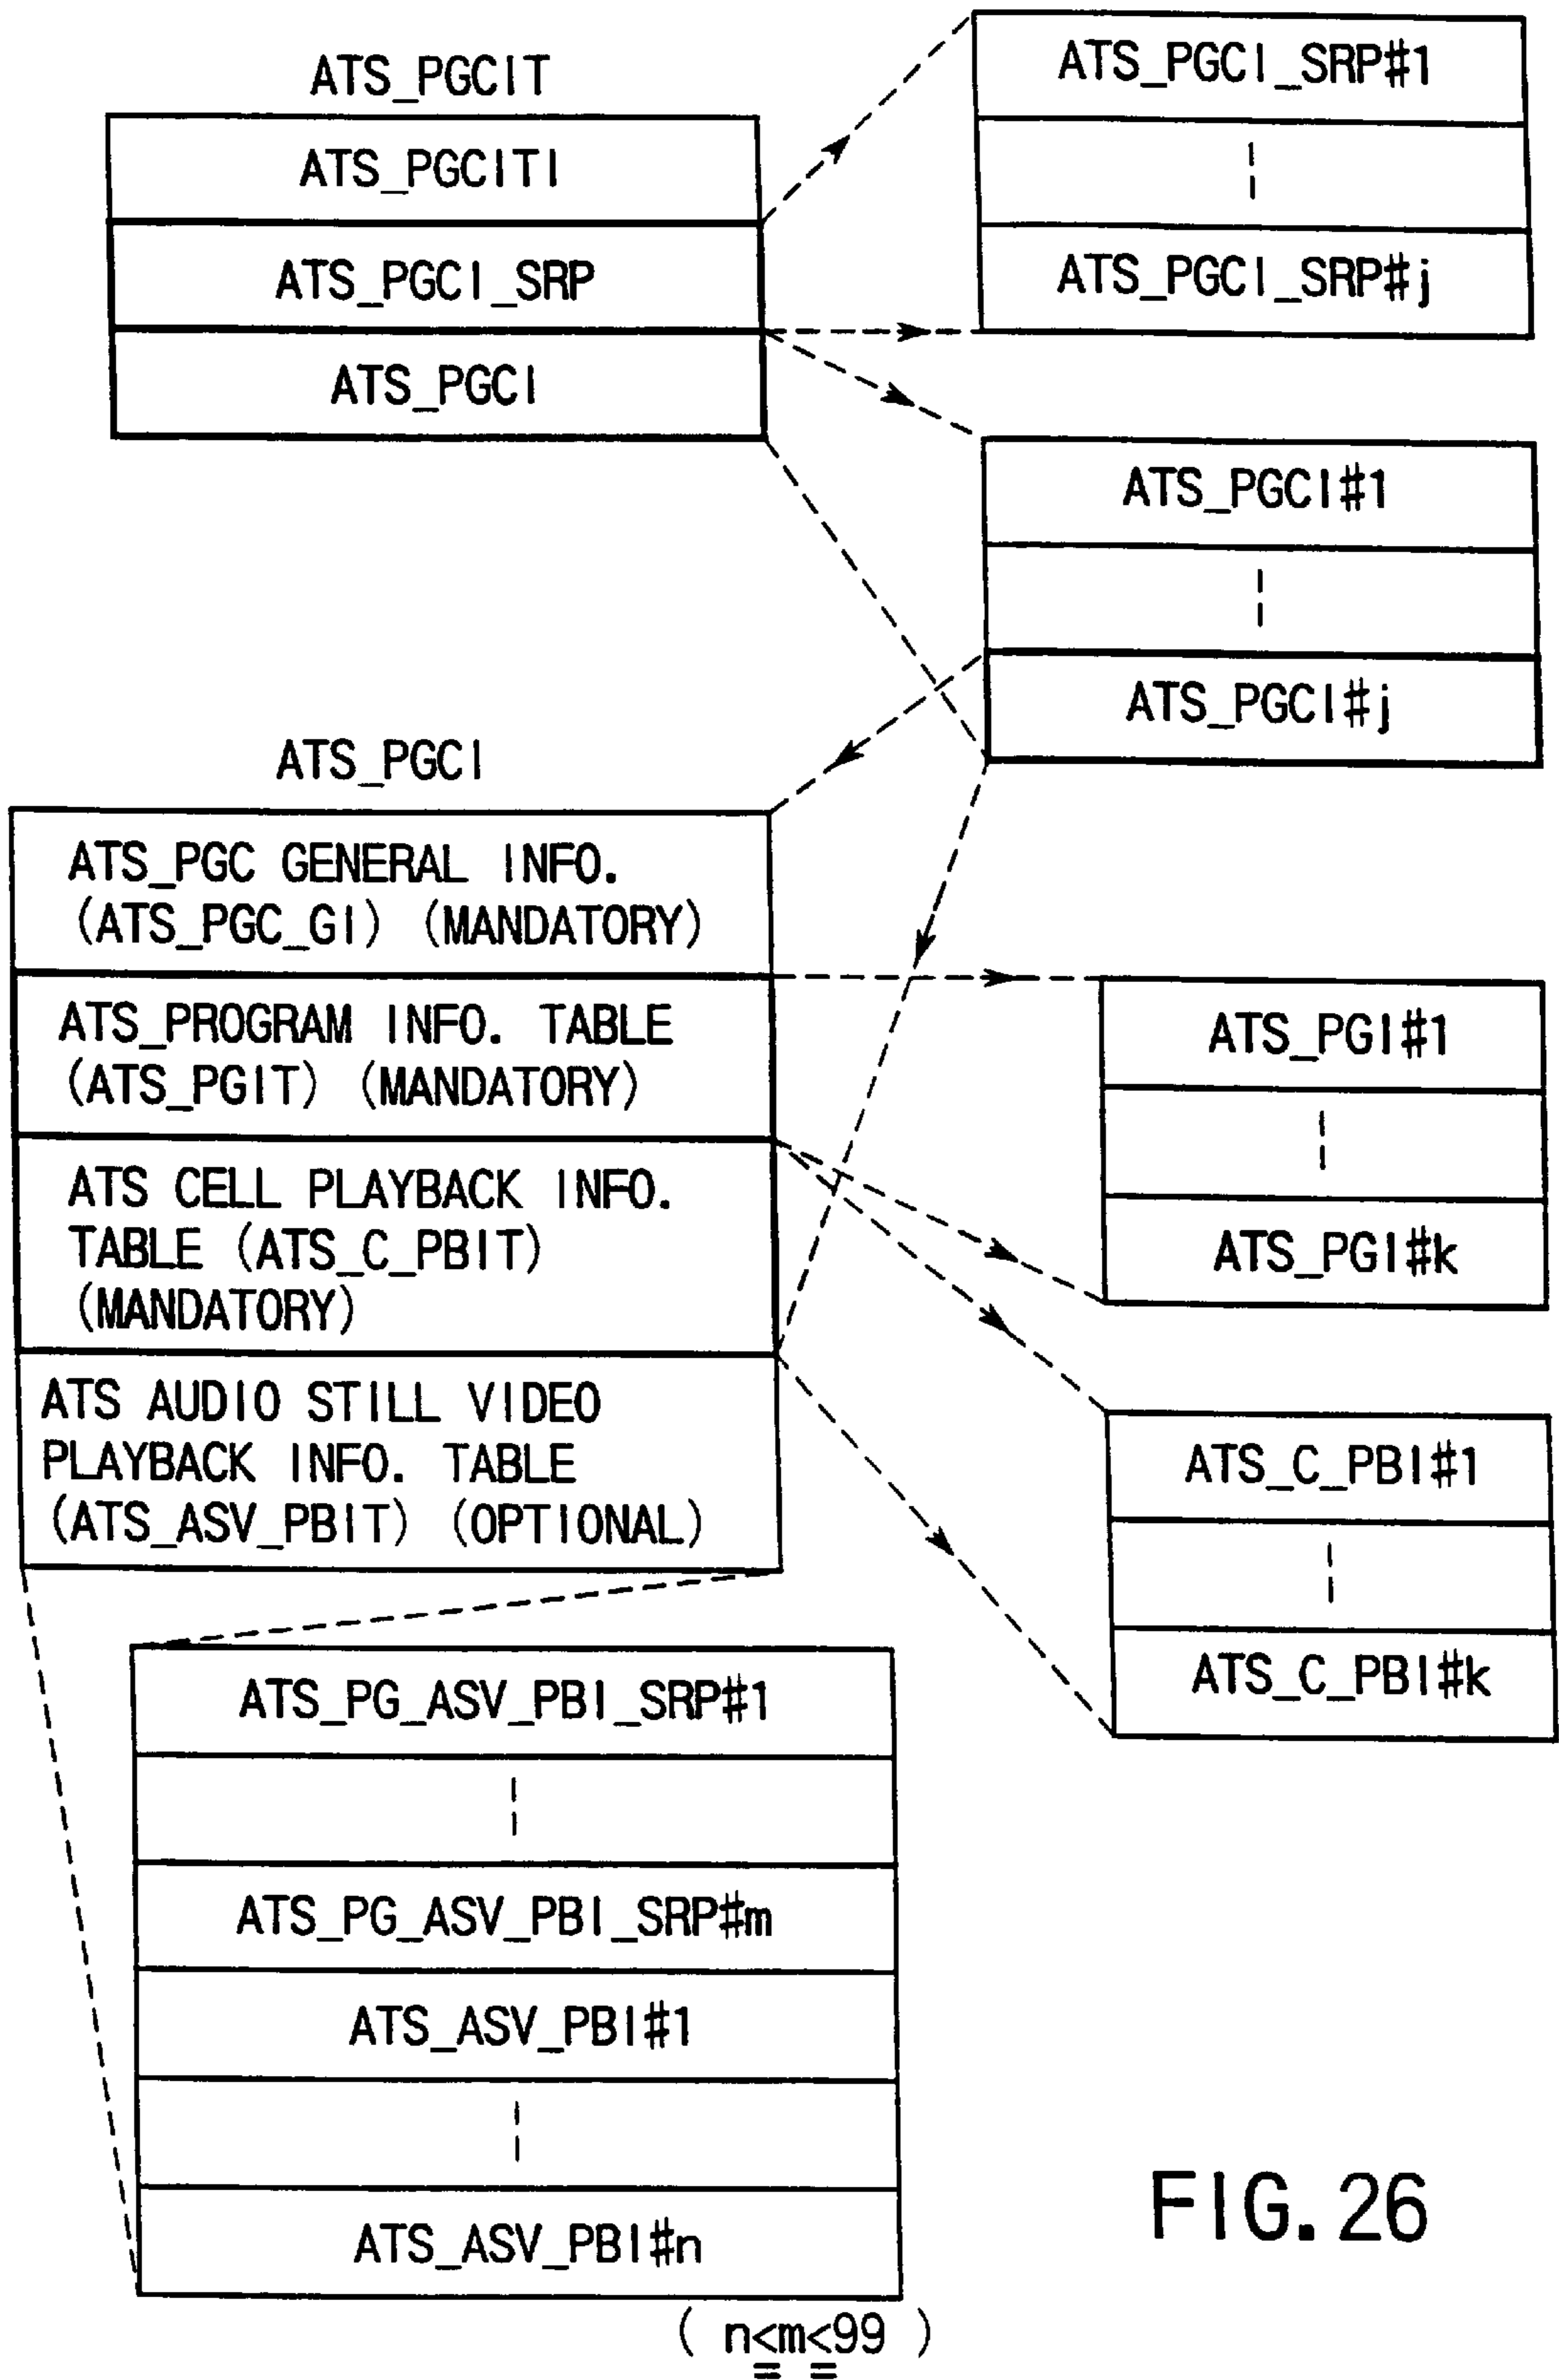 ATS_PGCIT
ATS_PGCITI
ATS_PGCI_SRP
ATS_PGCI
ATS_PGCI_SRP#1
ATS_PGCI_SRP#j
ATS_PGCI#1
ATS_PGCI#j
ATS_PGCI
ATS_PGC GENERAL INFO.
(ATS_PGC_GI) (MANDATORY)
ATS_PROGRAM INFO. TABLE
(ATS_PGIT) (MANDATORY)
ATS CELL PLAYBACK INFO.
TABLE (ATS_C_PBIT)
(MANDATORY)
ATS AUDIO STILL VIDEO
PLAYBACK INFO. TABLE
(ATS_ASV_PBIT) (OPTIONAL)
ATS_PGI#1
ATS_PGI#k
ATS_C_PBI#1
ATS_C_PBI#k
ATS_PG_ASV_PBI_SRP#1
ATS_PG_ASV_PBI_SRP#m
ATS_ASV_PBI#1
ATS_ASV_PBI#n
( n≦m≦99 )
FIG. 26